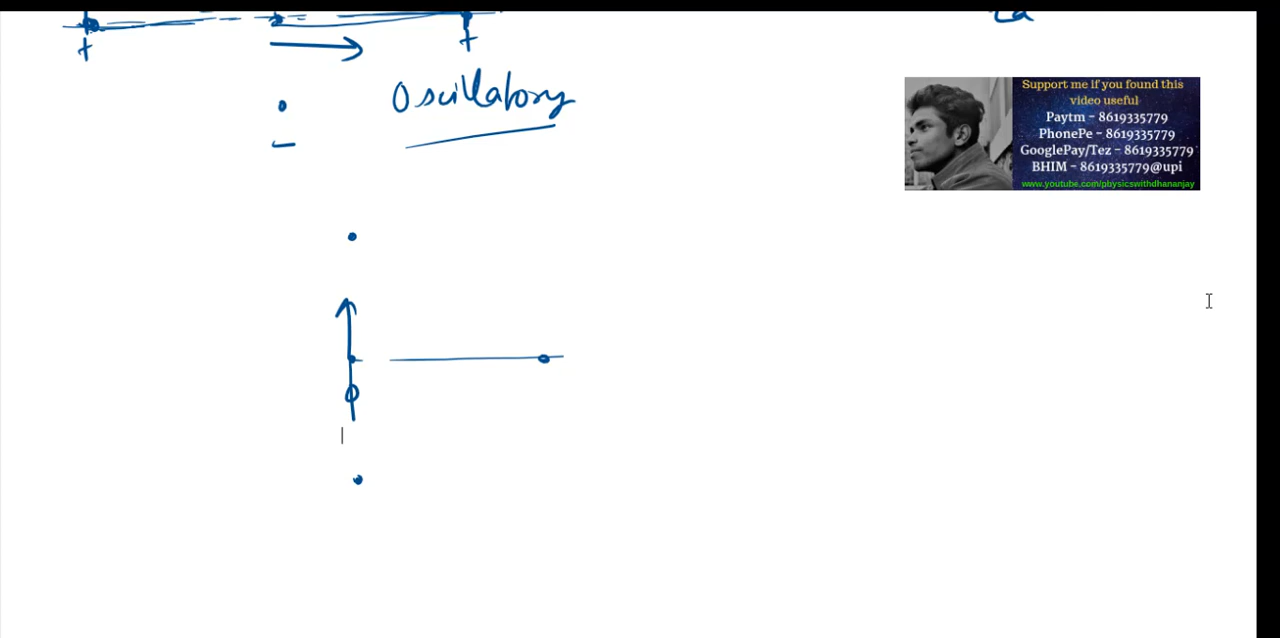 2a
+
+
Oscillatory
-
Support me if you found this
video useful
Paytm - 8619335779
PhonePe - 8619335779
GooglePay/Tez - 8619335779
BHIM - 8619335779@upi
www.youtube.com/physicswithdhananjay